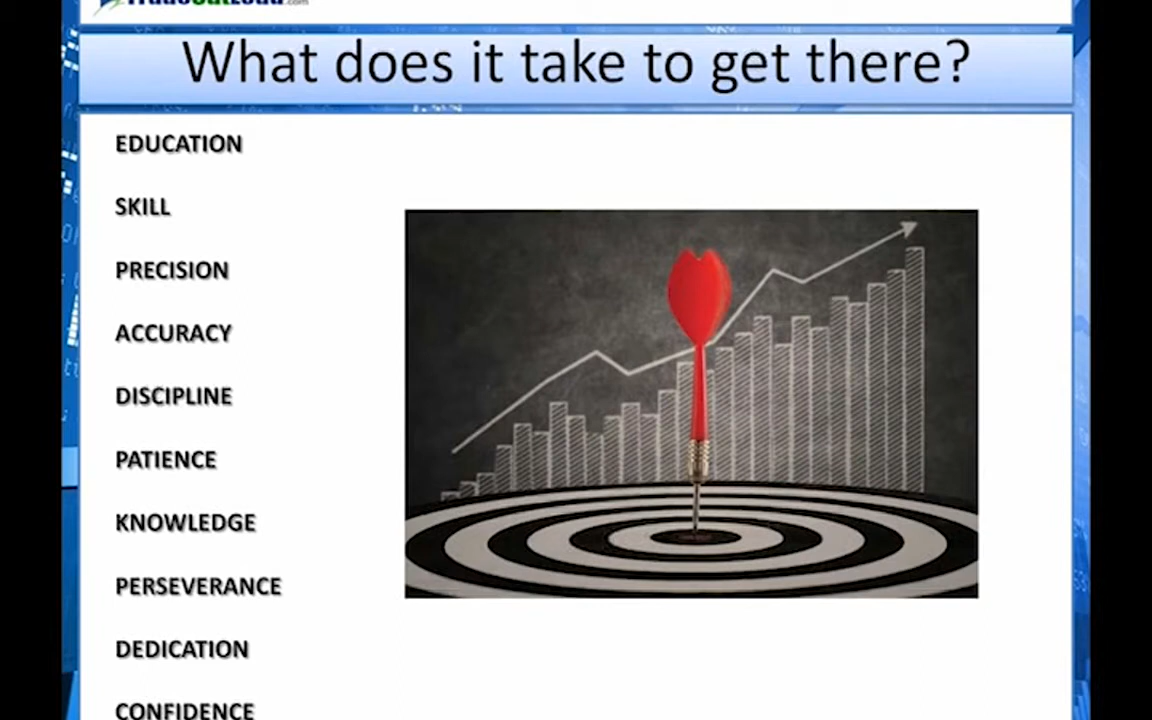 What does it take to get there?
EDUCATION
SKILL
PRECISION
ACCURACY
DISCIPLINE
PATIENCE
KNOWLEDGE
PERSEVERANCE
DEDICATION
CONFIDENCE